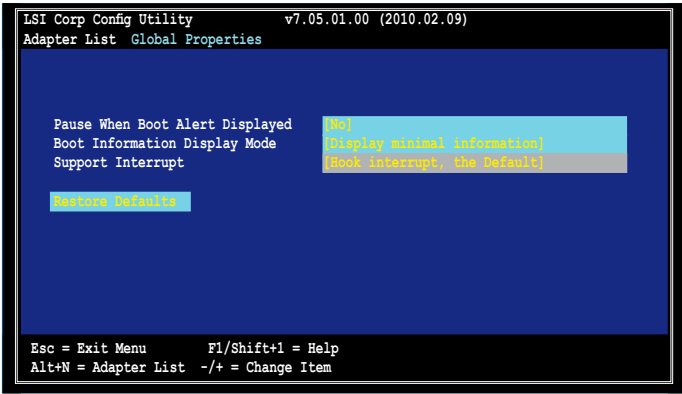 LSI Corp Config Utility v7.05.01.00 (2010.02.09)
Adapter List Global Properties
Pause When Boot Alert Displayed [No]
Boot Information Display Mode [Display minimal information]
Support Interrupt [Hook interrupt, the Default]
Restore Defaults
Esc = Exit Menu F1/Shift+1 = Help
Alt+N = Adapter List -/+ = Change Item